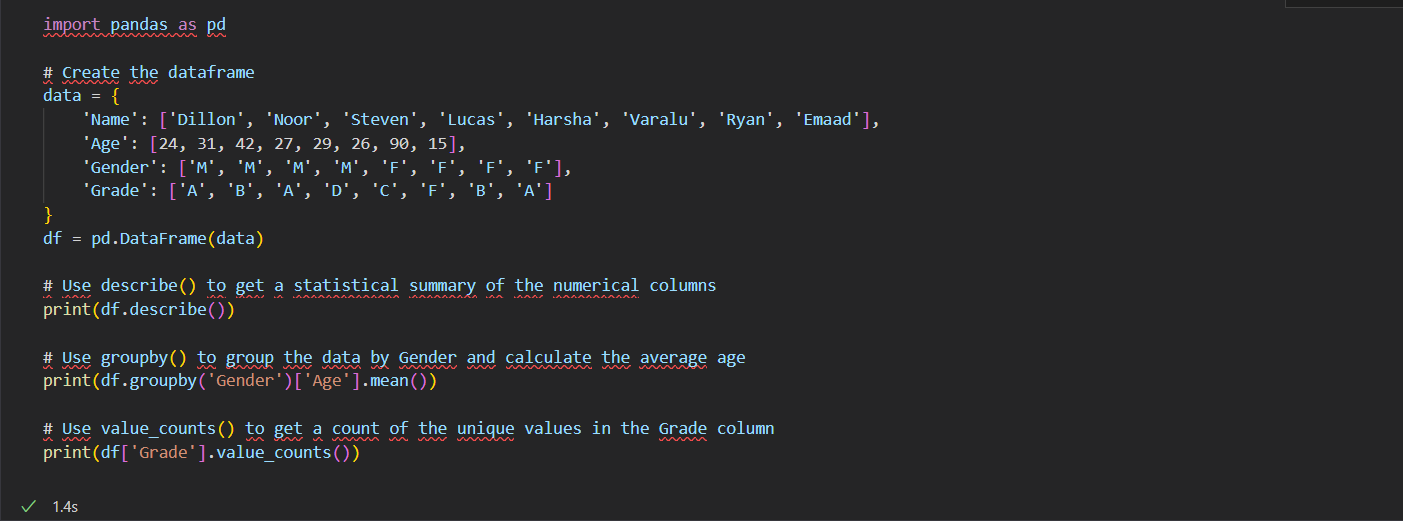 import pandas as pd
# Create the dataframe
data = {
    'Name': ['Dillon', 'Noor', 'Steven', 'Lucas', 'Harsha', 'Varalu', 'Ryan', 'Emaad'],
    'Age': [24, 31, 42, 27, 29, 26, 90, 15],
    'Gender': ['M', 'M', 'M', 'M', 'F', 'F', 'F', 'F'],
    'Grade': ['A', 'B', 'A', 'D', 'C', 'F', 'B', 'A']
}
df = pd.DataFrame(data)
# Use describe() to get a statistical summary of the numerical columns
print(df.describe())
# Use groupby() to group the data by Gender and calculate the average age
print(df.groupby('Gender')['Age'].mean())
# Use value_counts() to get a count of the unique values in the Grade column
print(df['Grade'].value_counts())
1.4s